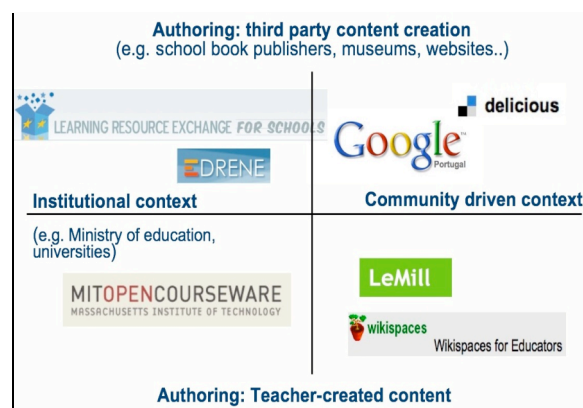 Authoring: third party content creation
(e.g. school book publishers, museums, websites..)
delicious
LEARNING RESOURCE EXCHANGE FOR SCHOOLS
Google™
Portugal
EDRENE
Institutional context
Community driven context
(e.g. Ministry of education,
universities)
LeMill
MITOPENCOURSEWARE
MASSACHUSETTS INSTITUTE OF TECHNOLOGY
wikispaces
Wikispaces for Educators
Authoring: Teacher-created content